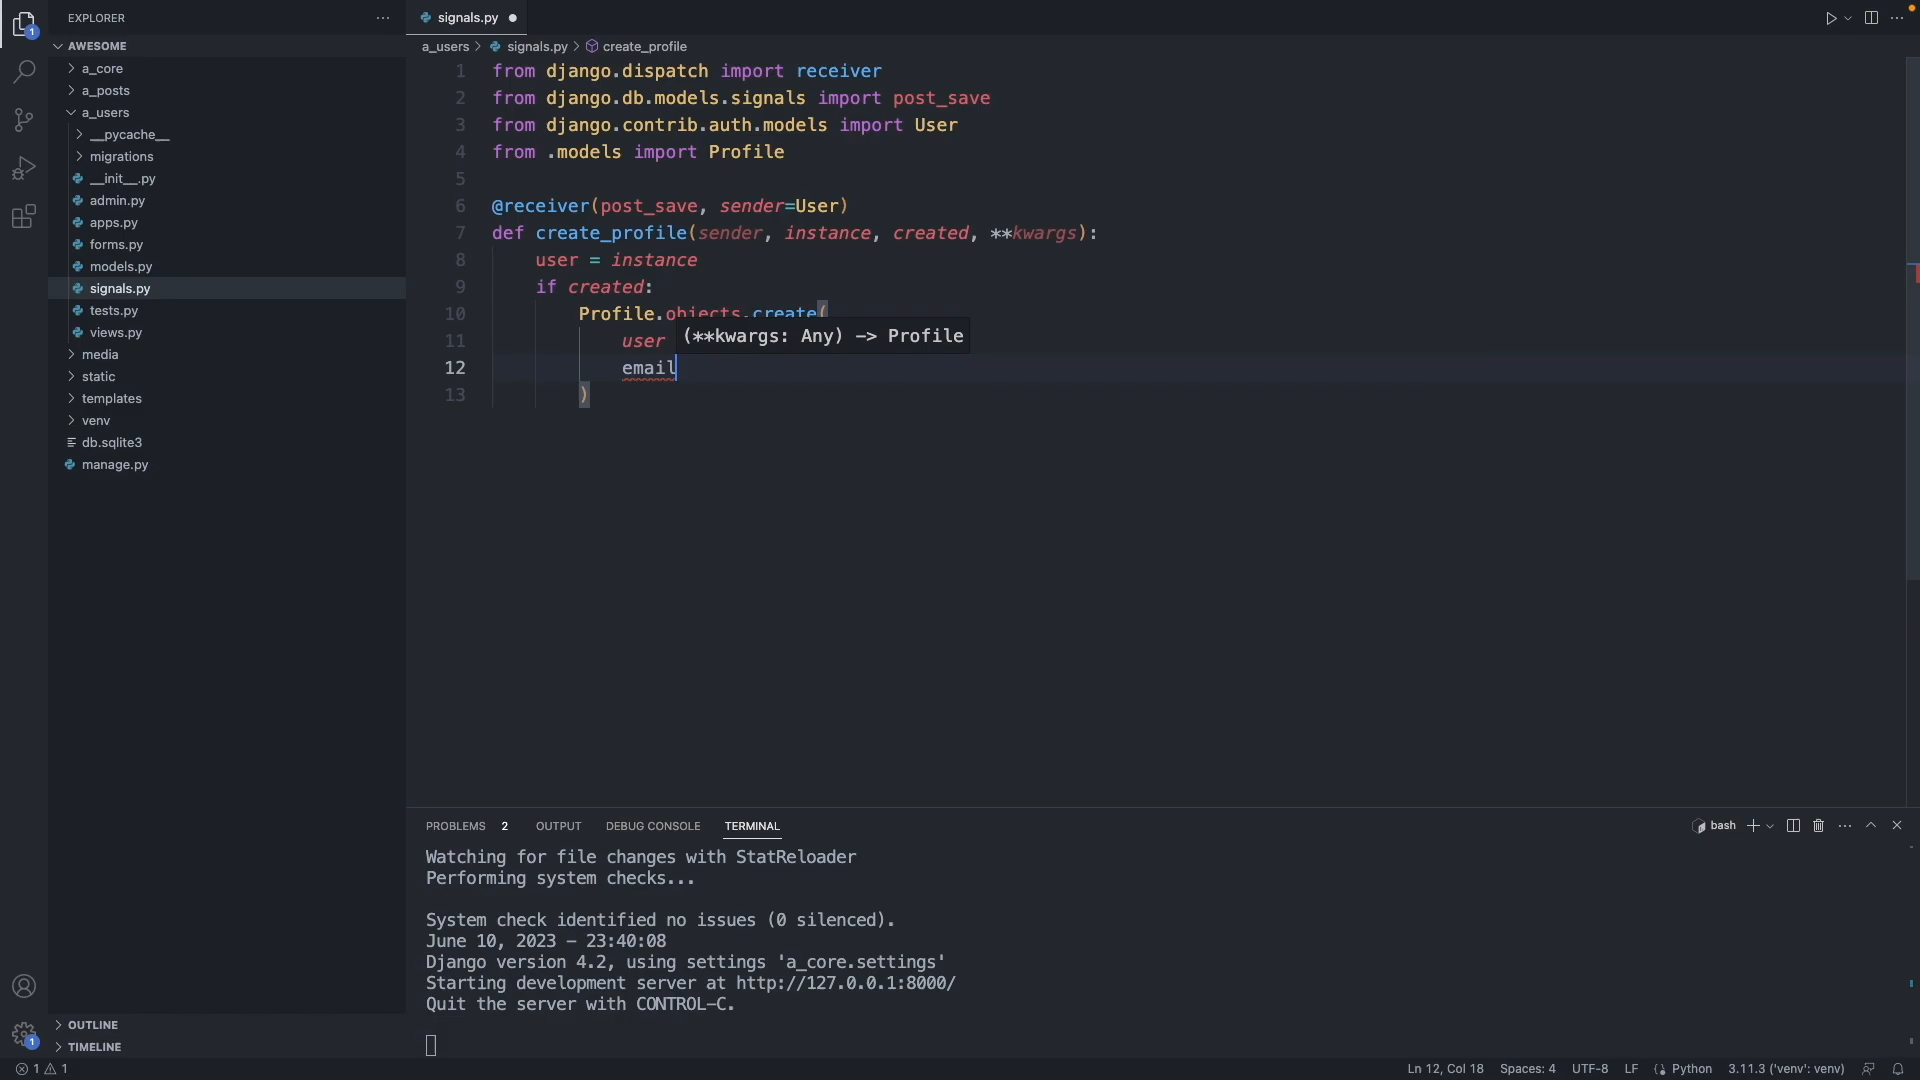 EXPLORER
AWESOME
a_core
a_posts
a_users
__pycache__
migrations
__init__.py
admin.py
apps.py
forms.py
models.py
signals.py
tests.py
views.py
media
static
templates
venv
db.sqlite3
manage.py
OUTLINE
TIMELINE
1
1
signals.py
a_users > signals.py > create_profile
1 from django.dispatch import receiver
2 from django.db.models.signals import post_save
3 from django.contrib.auth.models import User
4 from .models import Profile
5
6 @receiver(post_save, sender=User)
7 def create_profile(sender, instance, created, **kwargs):
8 user = instance
9 if created:
10 Profile.objects.create(
11 user (**kwargs: Any) -> Profile
12 email
13 )
PROBLEMS 2 OUTPUT DEBUG CONSOLE TERMINAL bash
Watching for file changes with StatReloader
Performing system checks...
System check identified no issues (0 silenced).
June 10, 2023 - 23:40:08
Django version 4.2, using settings 'a_core.settings'
Starting development server at http://127.0.0.1:8000/
Quit the server with CONTROL-C.
1 1 Ln 12, Col 18 Spaces: 4 UTF-8 LF Python 3.11.3 ('venv': venv)